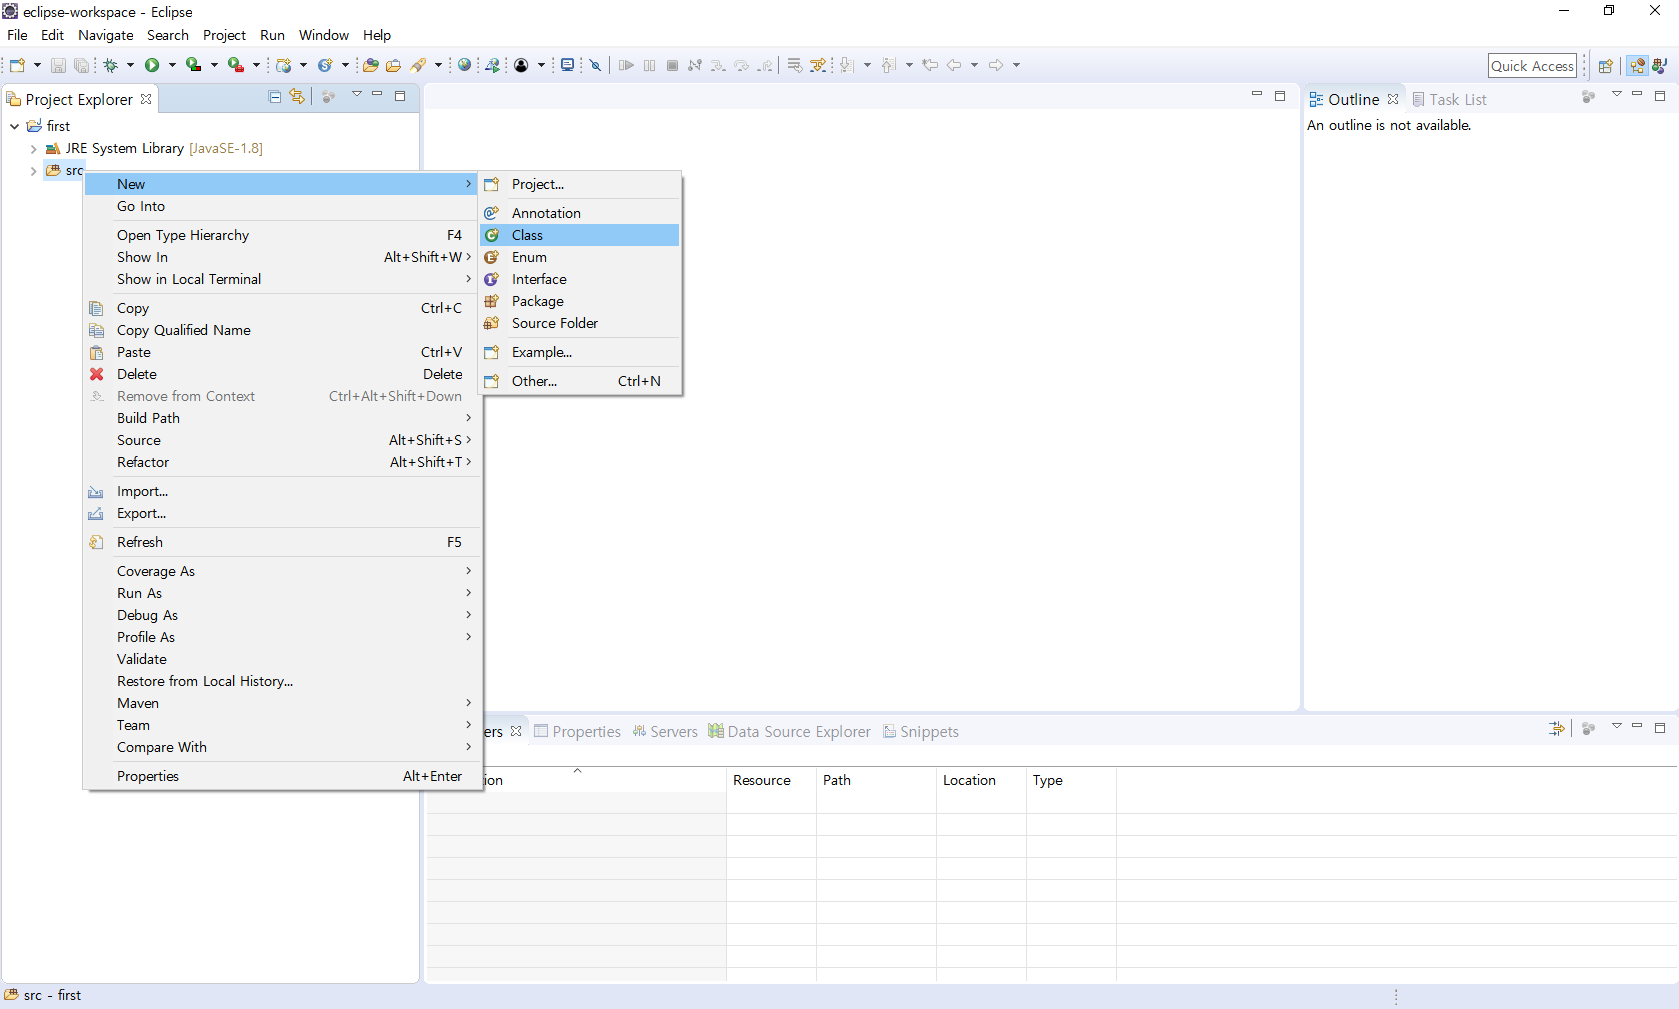 eclipse-workspace - Eclipse
File Edit Navigate Search Project Run Window Help
Quick Access
Project Explorer
first
JRE System Library [JavaSE-1.8]
src
New
Go Into
Open Type Hierarchy F4
Show In Alt+Shift+W
Show in Local Terminal
Copy Ctrl+C
Copy Qualified Name
Paste Ctrl+V
Delete Delete
Remove from Context Ctrl+Alt+Shift+Down
Build Path
Source Alt+Shift+S
Refactor Alt+Shift+T
Import...
Export...
Refresh F5
Coverage As
Run As
Debug As
Profile As
Validate
Restore from Local History...
Maven
Team
Compare With
Properties Alt+Enter
Project...
Annotation
Class
Enum
Interface
Package
Source Folder
Example...
Other... Ctrl+N
Outline Task List
An outline is not available.
ers Properties Servers Data Source Explorer Snippets
ion Resource Path Location Type
src - first